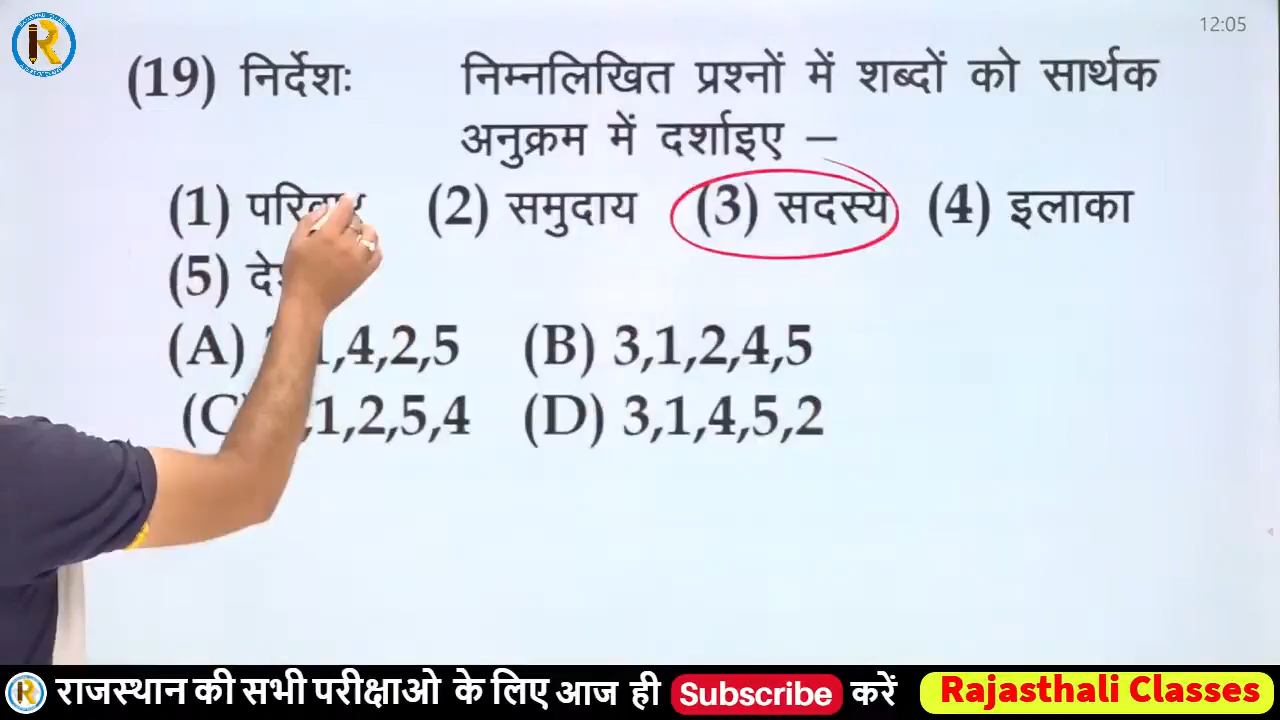 12:05
(19) निर्देशः निम्नलिखित प्रश्नों में शब्दों को सार्थक
अनुक्रम में दर्शाइए –
(1) (2) समुदाय (3) सदस्य (4) इलाका
(5)
(A) 1,4,2,5 (B) 3,1,2,4,5
(C) ,1,2,5,4 (D) 3,1,4,5,2
राजस्थान की सभी परीक्षाओ के लिए आज ही Subscribe करें Rajasthali Classes